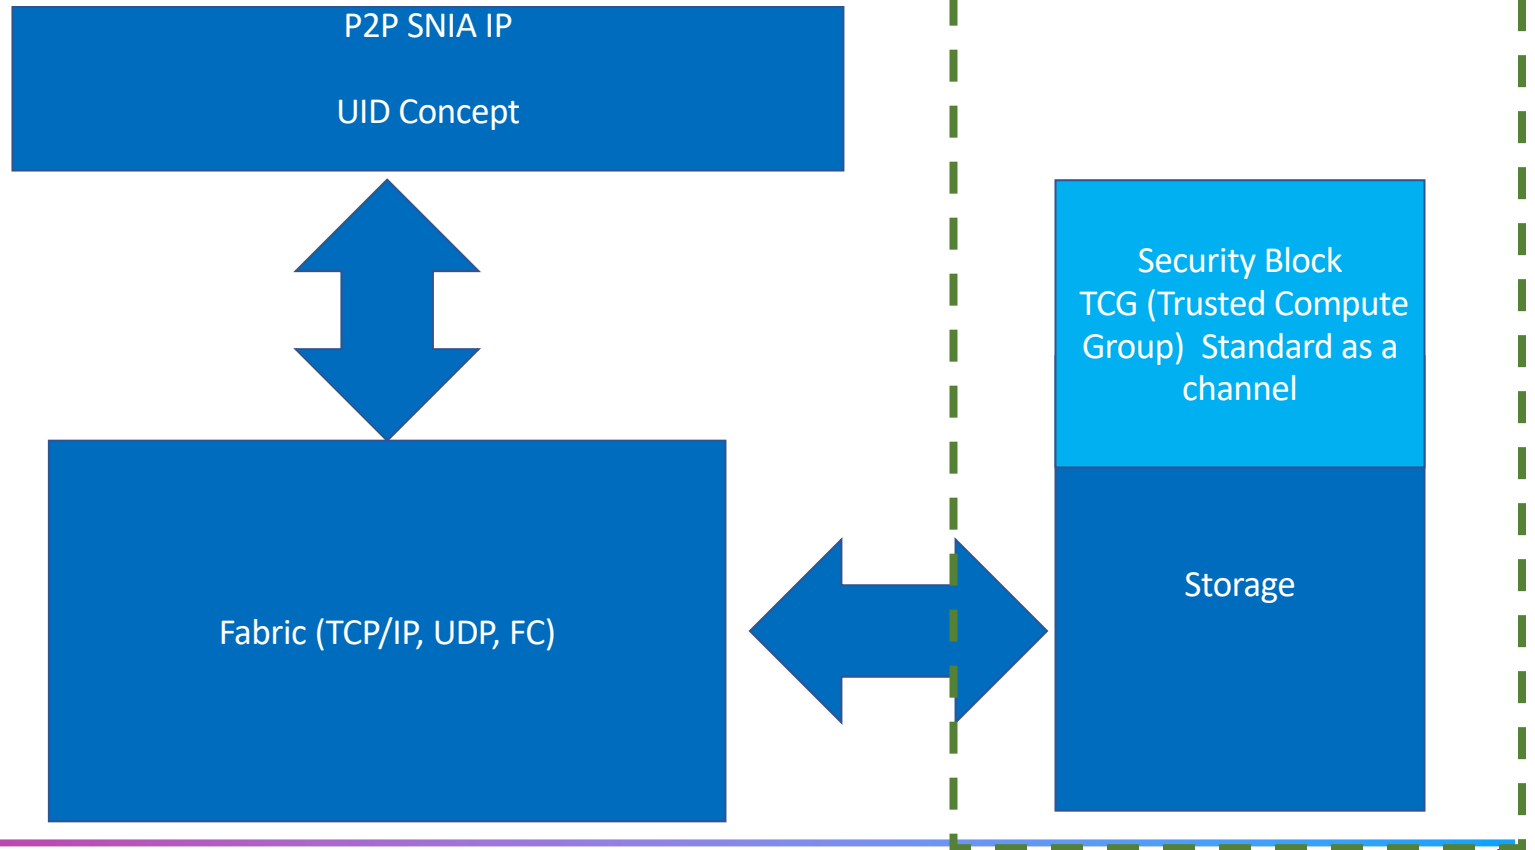 P2P SNIA IP
UID Concept
Security Block
TCG (Trusted Compute
Group)  Standard as a
channel
Storage
Fabric (TCP/IP, UDP, FC)